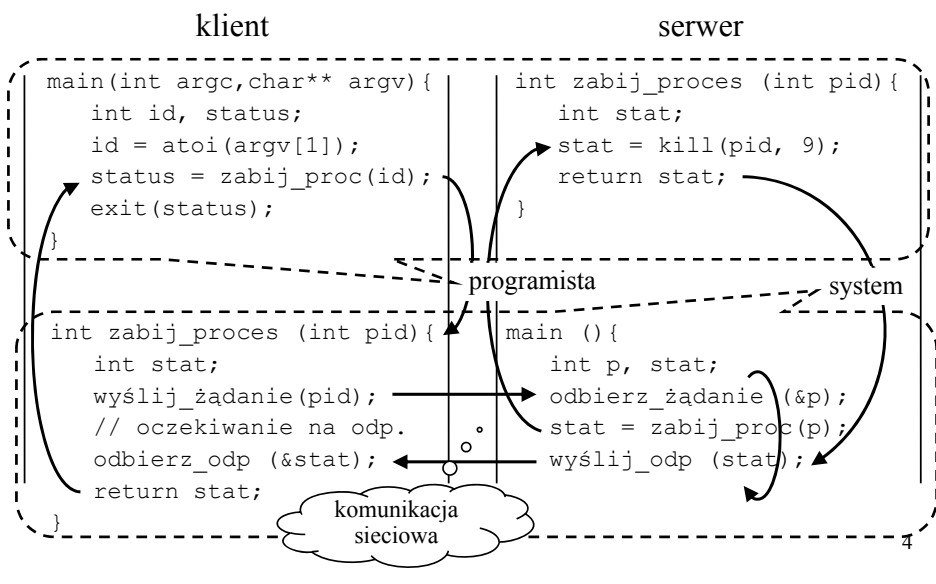 klient
serwer
main(int argc,char** argv){
int id, status;
id = atoi(argv[1]);
status = zabij_proc(id);
exit(status);
}
int zabij_proces (int pid){
int stat;
stat = kill(pid, 9);
return stat;
}
programista
system
int zabij_proces (int pid){
int stat;
wyślij_żądanie(pid);
// oczekiwanie na odp.
odbierz_odp (&stat);
return stat;
}
main (){
int p, stat;
odbierz_żądanie (&p);
stat = zabij_proc(p);
wyślij_odp (stat);
komunikacja
sieciowa
4